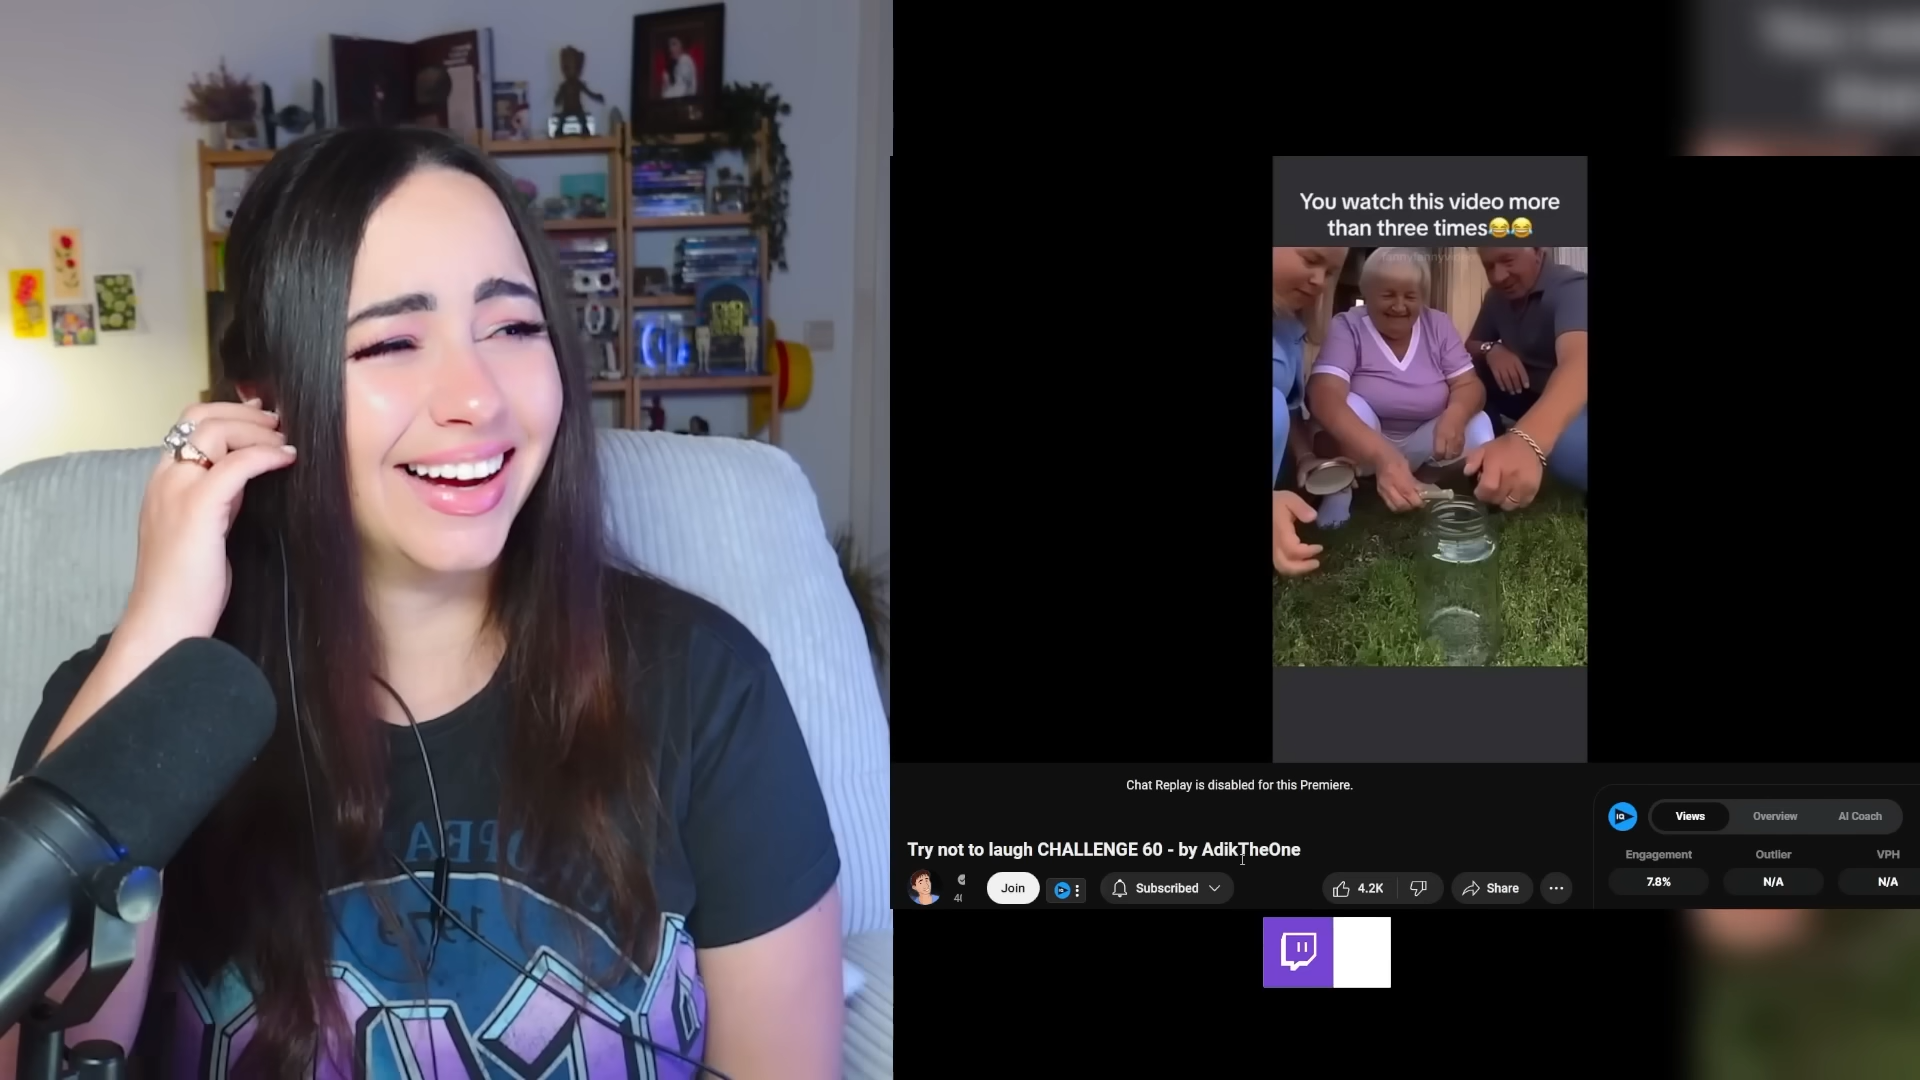 You watch this video more
than three times😂😂
Chat Replay is disabled for this Premiere.
Try not to laugh CHALLENGE 60 - by AdikTheOne
Join
Subscribed
4.2K
Share
Views
Overview
AI Coach
Engagement
Outlier
VPH
7.8%
N/A
N/A
1979